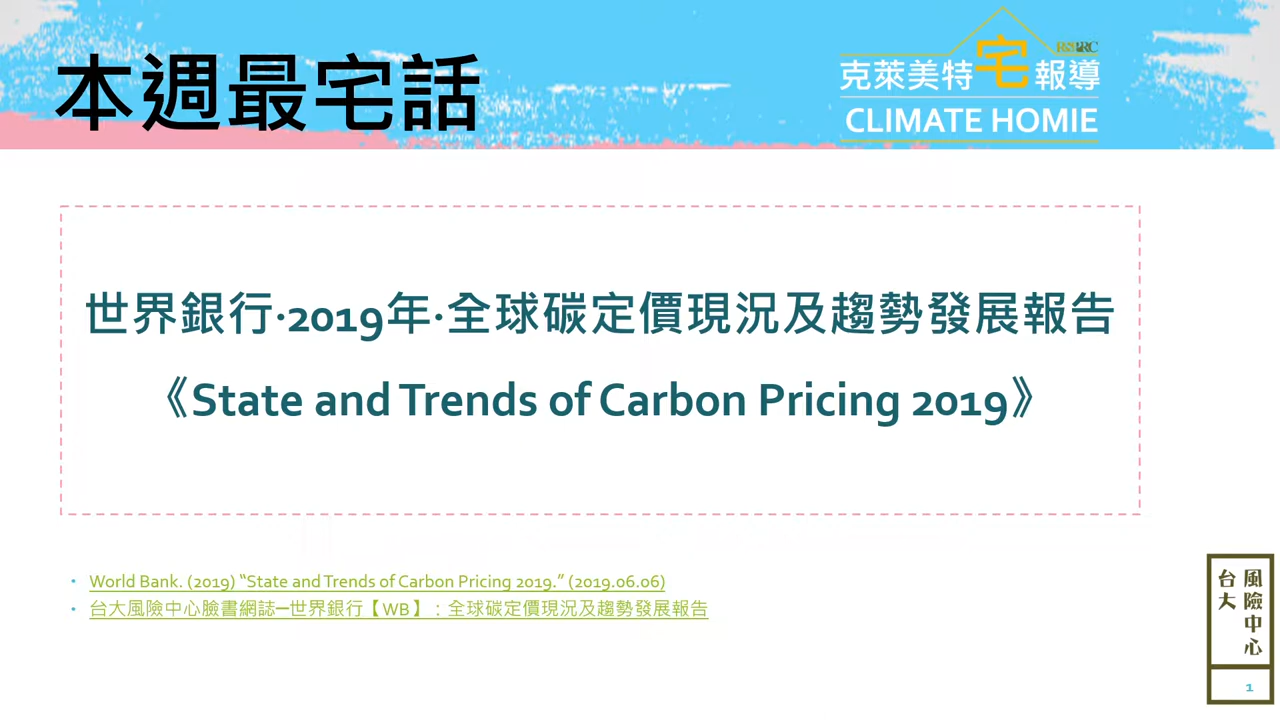 本週最宅話
RSPRC
克萊美特宅報導
CLIMATE HOMIE
世界銀行·2019年·全球碳定價現況及趨勢發展報告
《State and Trends of Carbon Pricing 2019》
• World Bank. (2019) “State and Trends of Carbon Pricing 2019.” (2019.06.06)
• 台大風險中心臉書網誌—世界銀行【WB】：全球碳定價現況及趨勢發展報告
台大風險中心
1